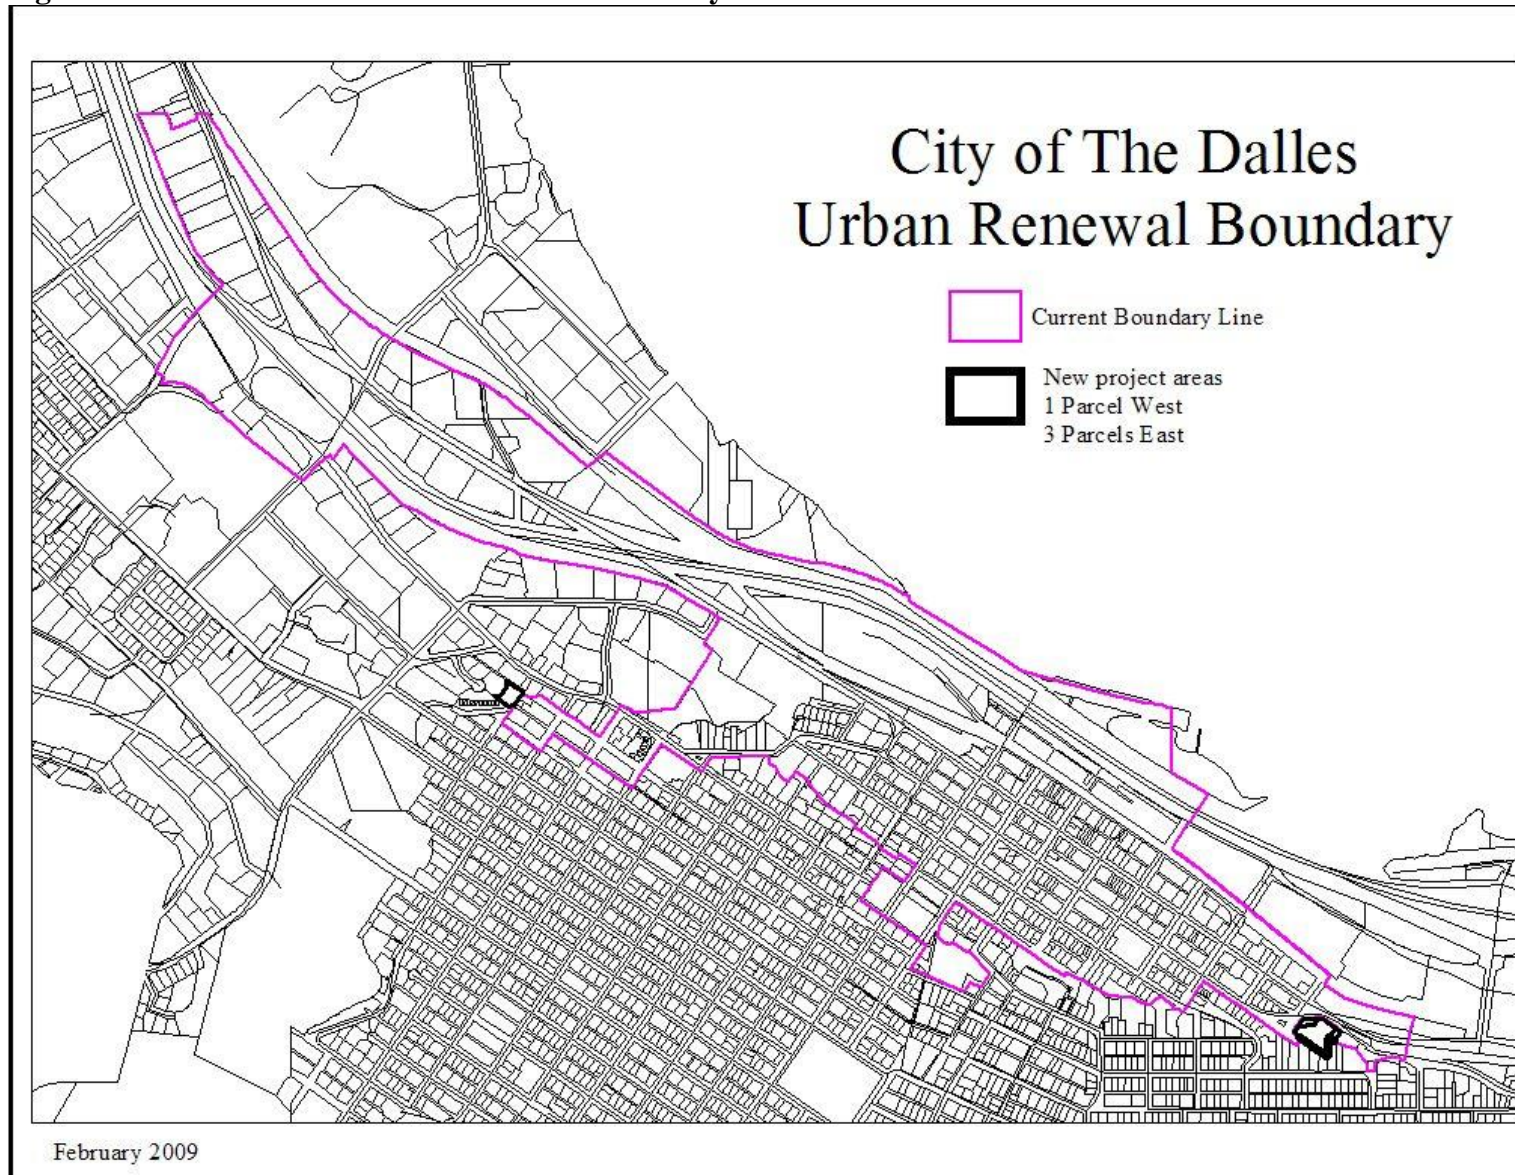 City of The Dalles
Urban Renewal Boundary
Current Boundary Line
New project areas
1 Parcel West
3 Parcels East
February 2009